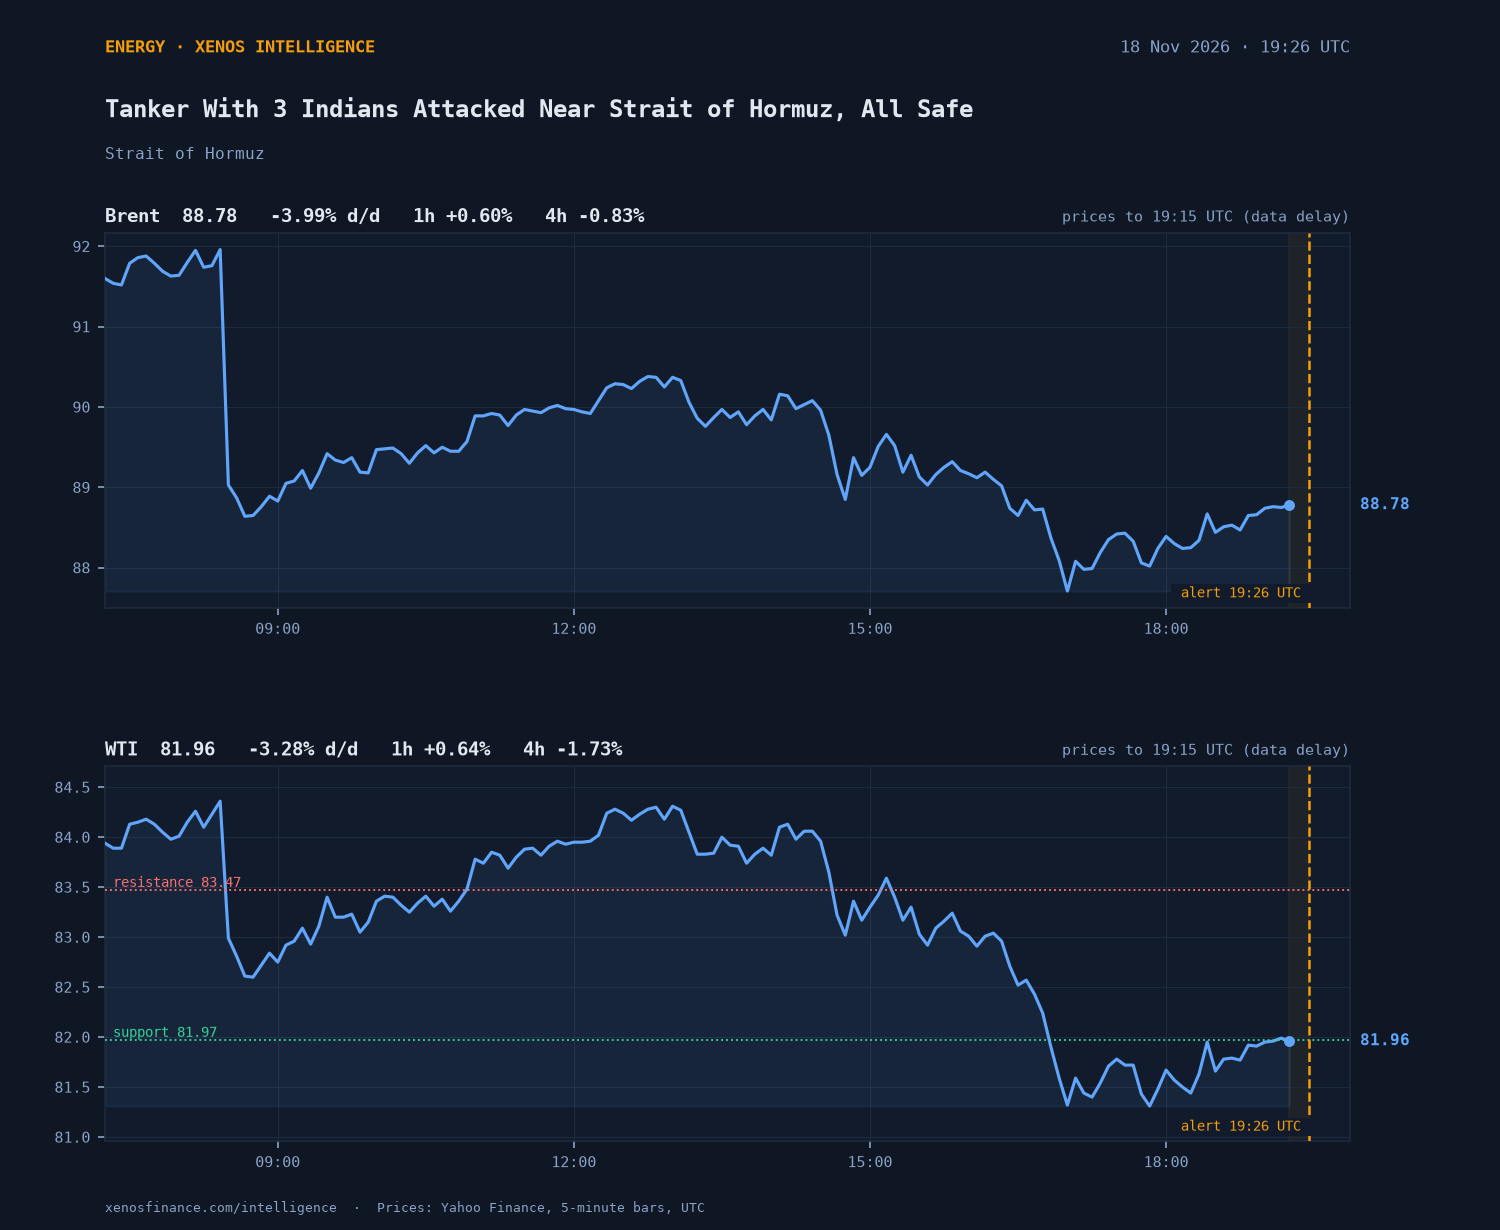 ENERGY · XENOS INTELLIGENCE
18 Nov 2026 · 19:26 UTC
Tanker With 3 Indians Attacked Near Strait of Hormuz, All Safe
Strait of Hormuz
Brent 88.78 -3.99% d/d 1h +0.60% 4h -0.83%
prices to 19:15 UTC (data delay)
92
91
90
89
88
88.78
alert 19:26 UTC
09:00 12:00 15:00 18:00
WTI 81.96 -3.28% d/d 1h +0.64% 4h -1.73%
prices to 19:15 UTC (data delay)
84.5
84.0
83.5
resistance 83.47
83.0
82.5
support 81.97
82.0
81.96
81.5
alert 19:26 UTC
81.0
09:00 12:00 15:00 18:00
xenosfinance.com/intelligence · Prices: Yahoo Finance, 5-minute bars, UTC